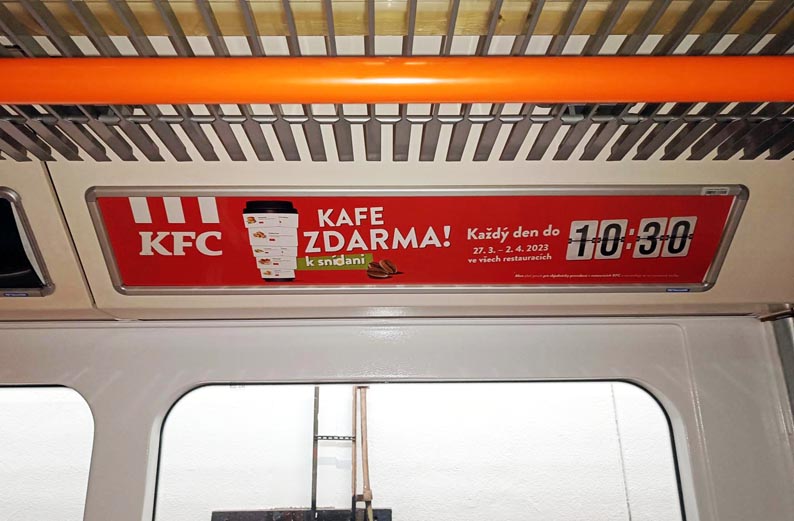 KFC
KAFE
ZDARMA!
k snídani
Každý den do
27. 3. – 2. 4. 2023
ve všech restauracích
10:30